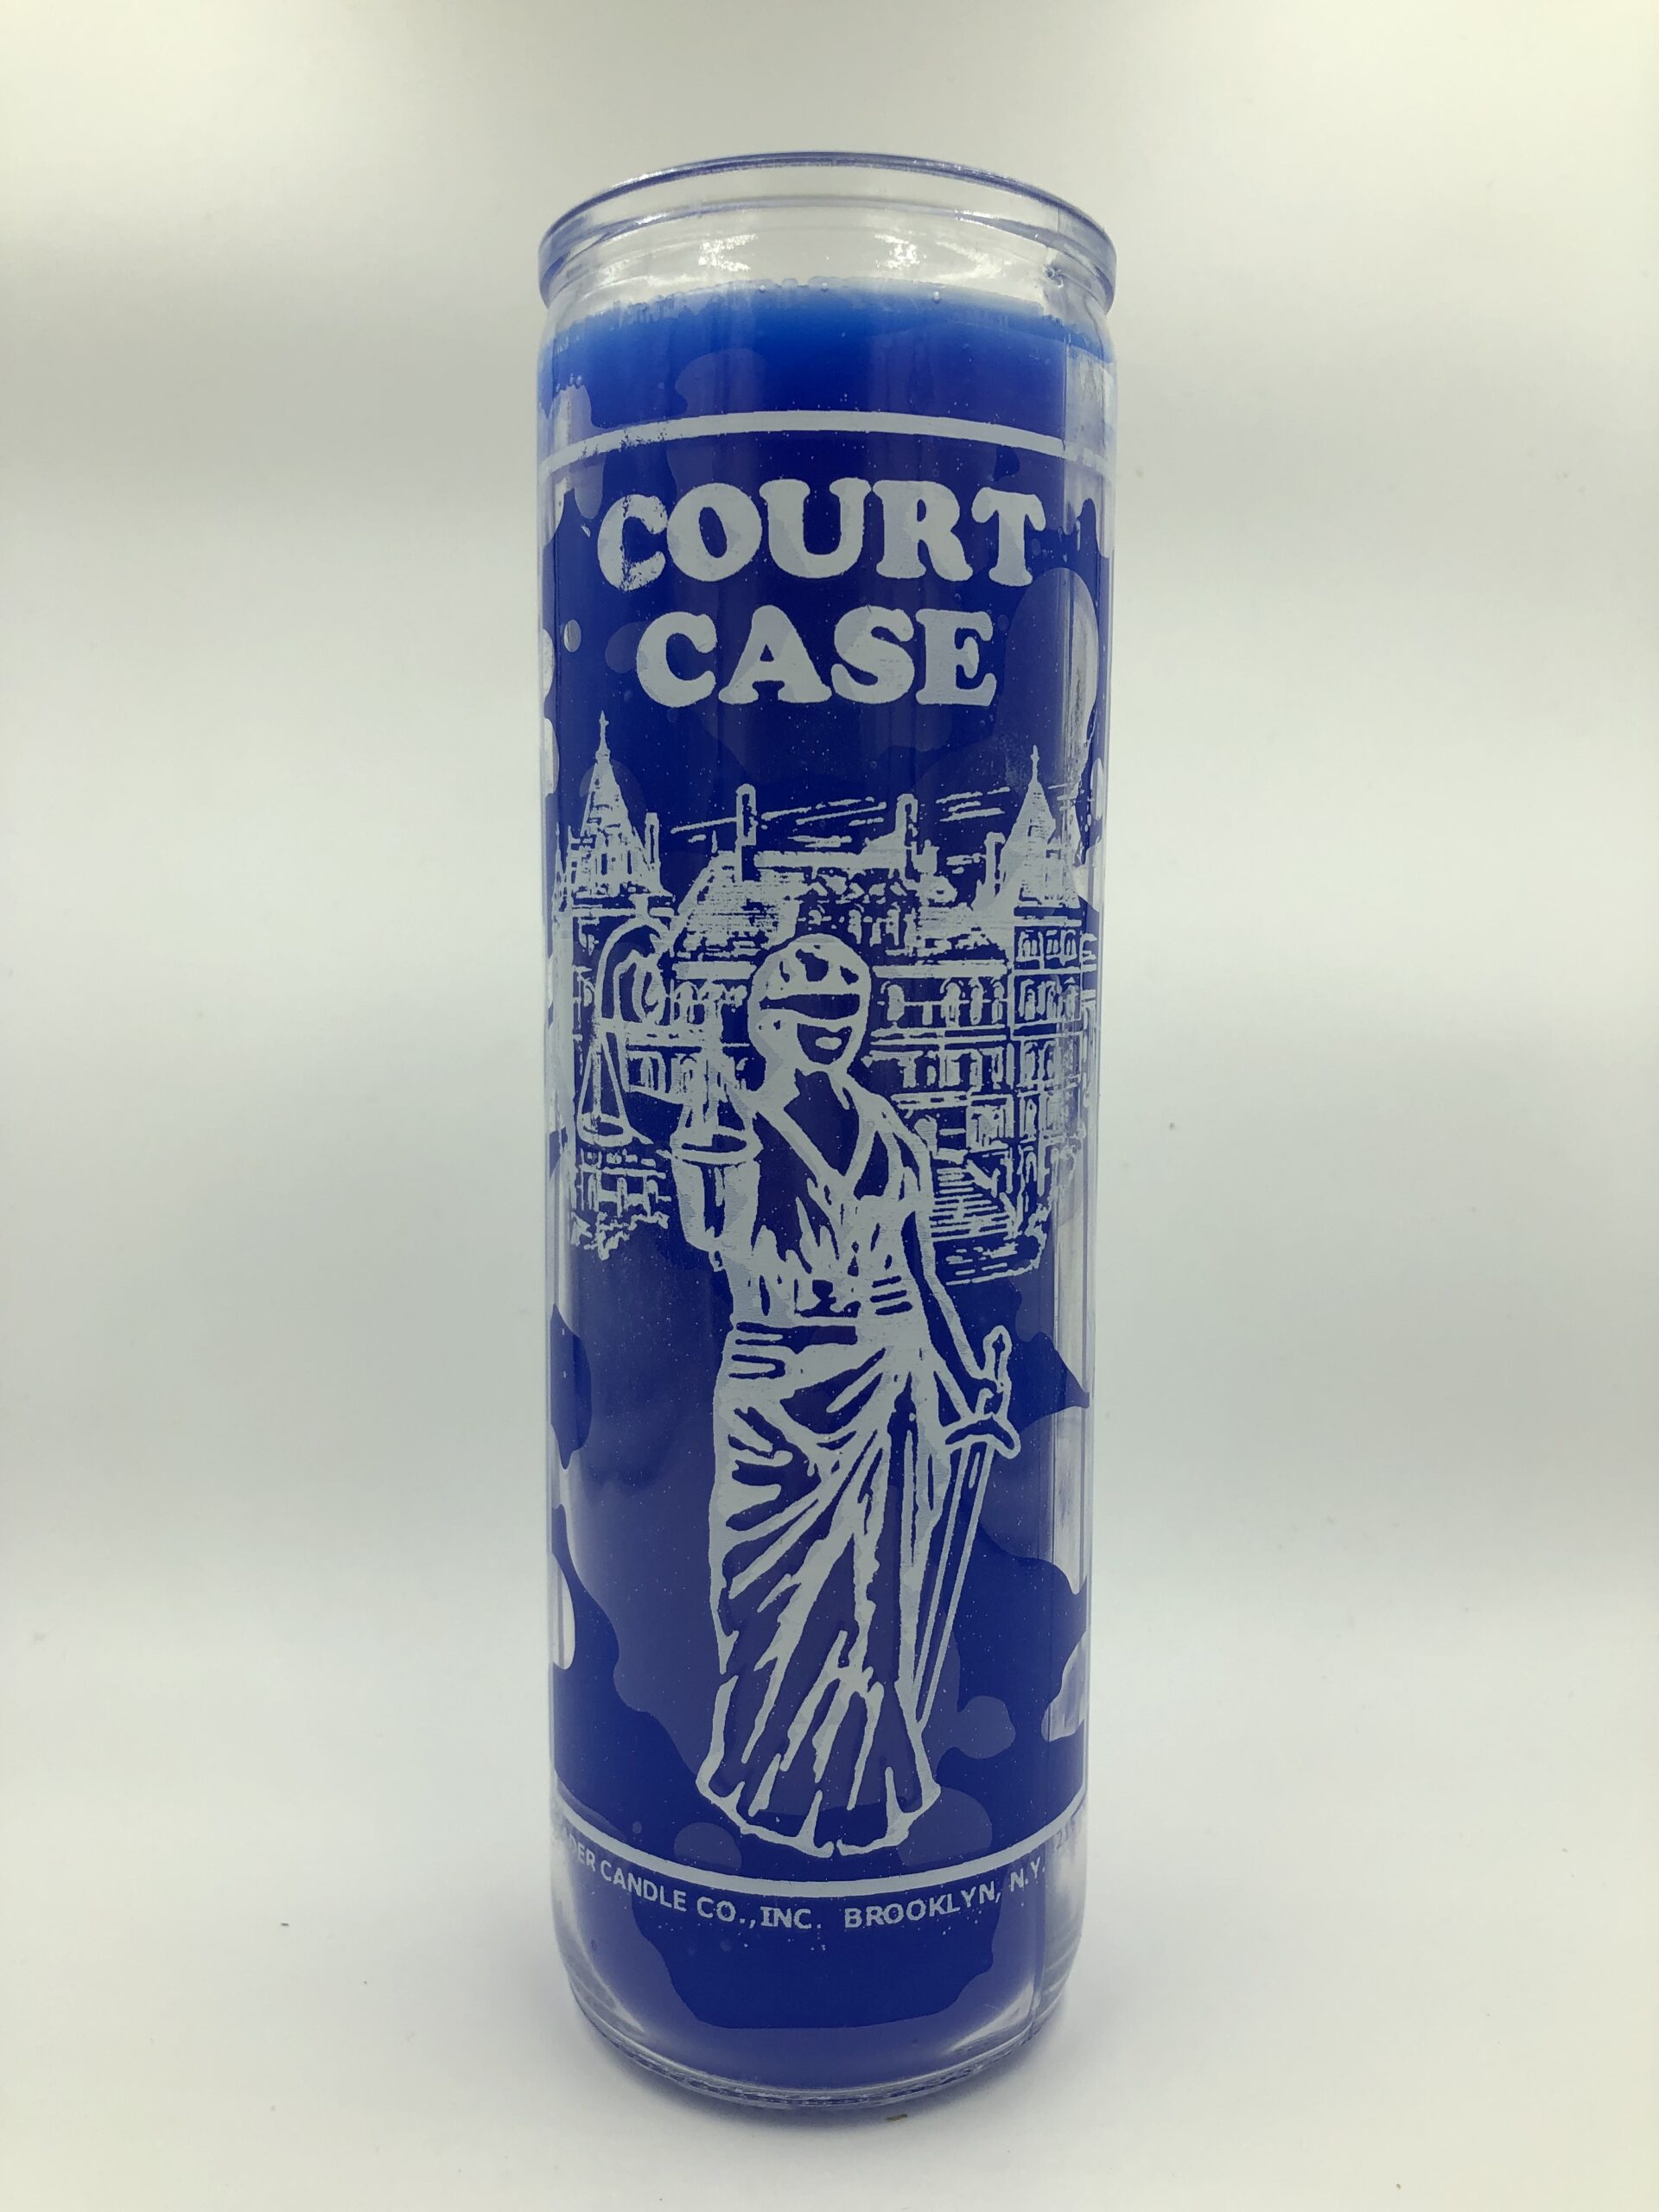 COURT
CASE
CANDLE CO., INC. BROOKLYN, N.Y.